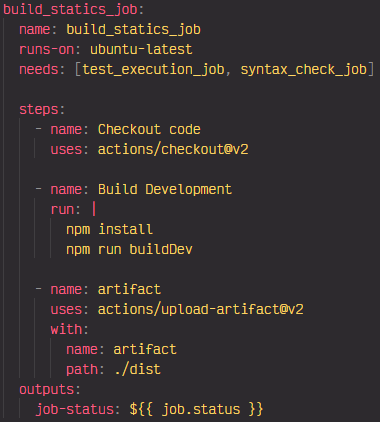 build_statics_job:
  name: build_statics_job
  runs-on: ubuntu-latest
  needs: [test_execution_job, syntax_check_job]

  steps:
    - name: Checkout code
      uses: actions/checkout@v2

    - name: Build Development
      run: |
        npm install
        npm run buildDev

    - name: artifact
      uses: actions/upload-artifact@v2
      with:
        name: artifact
        path: ./dist
  outputs:
    job-status: ${{ job.status }}